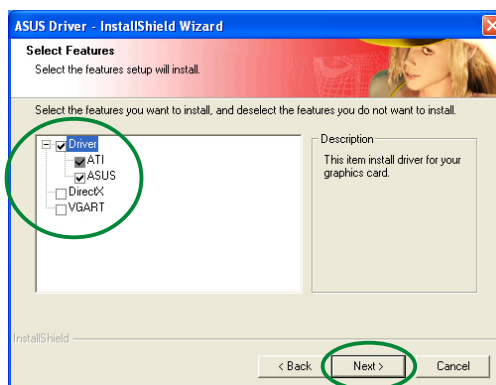 ASUS Driver - InstallShield Wizard
Select Features
Select the features setup will install.
Select the features you want to install, and deselect the features you do not want to install.
Driver
ATI
ASUS
DirectX
VGART
Description
This item install driver for your
graphics card.
InstallShield
< Back
Next >
Cancel